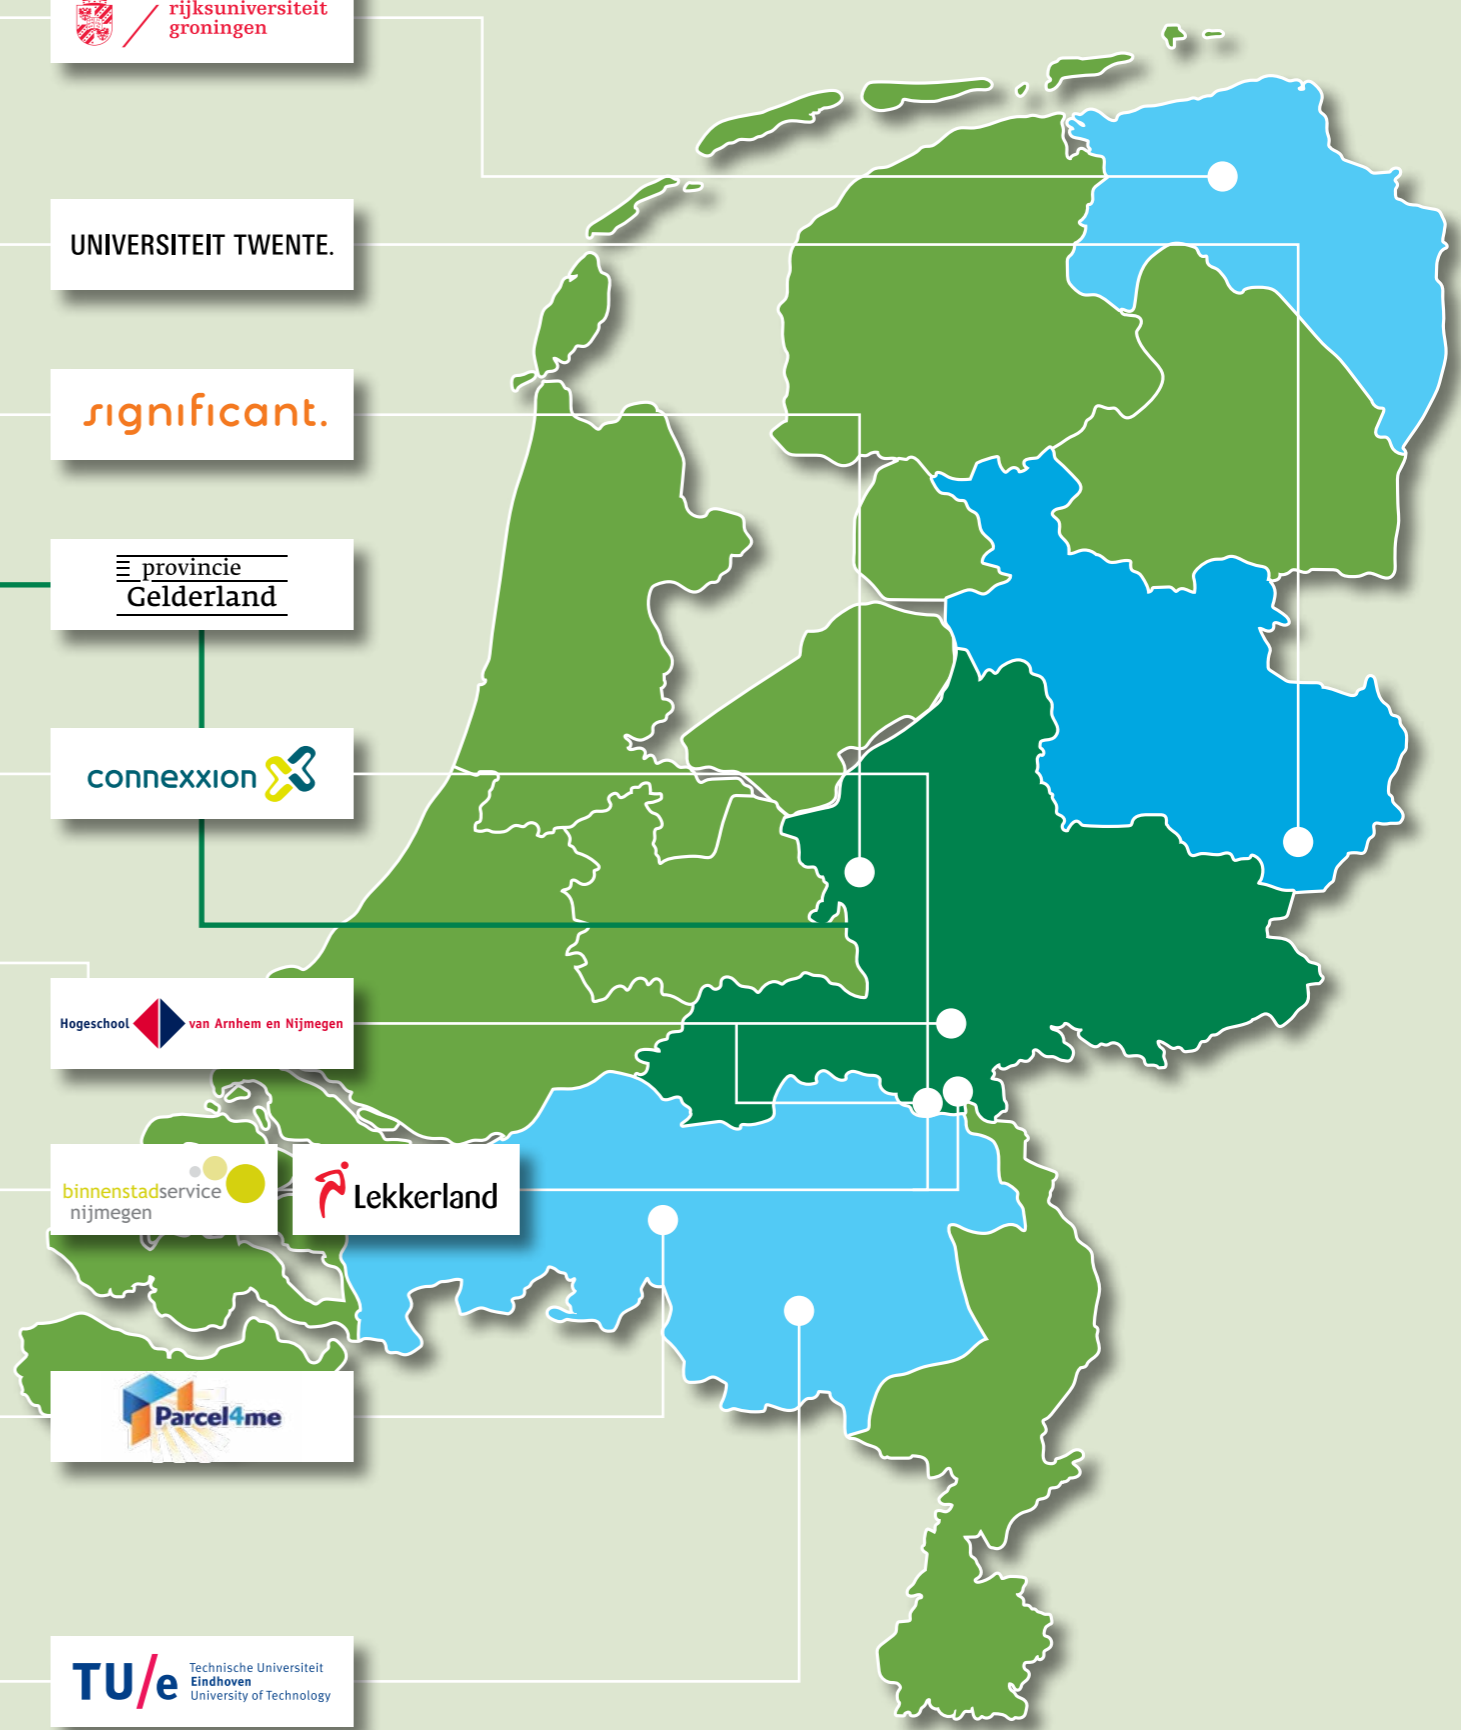 rijksuniversiteit
groningen
UNIVERSITEIT TWENTE.
significant.
provincie
Gelderland
connexxion
Hogeschool van Arnhem en Nijmegen
binnenstadservice
nijmegen
Lekkerland
Parcel4me
TU/e Technische Universiteit
Eindhoven
University of Technology